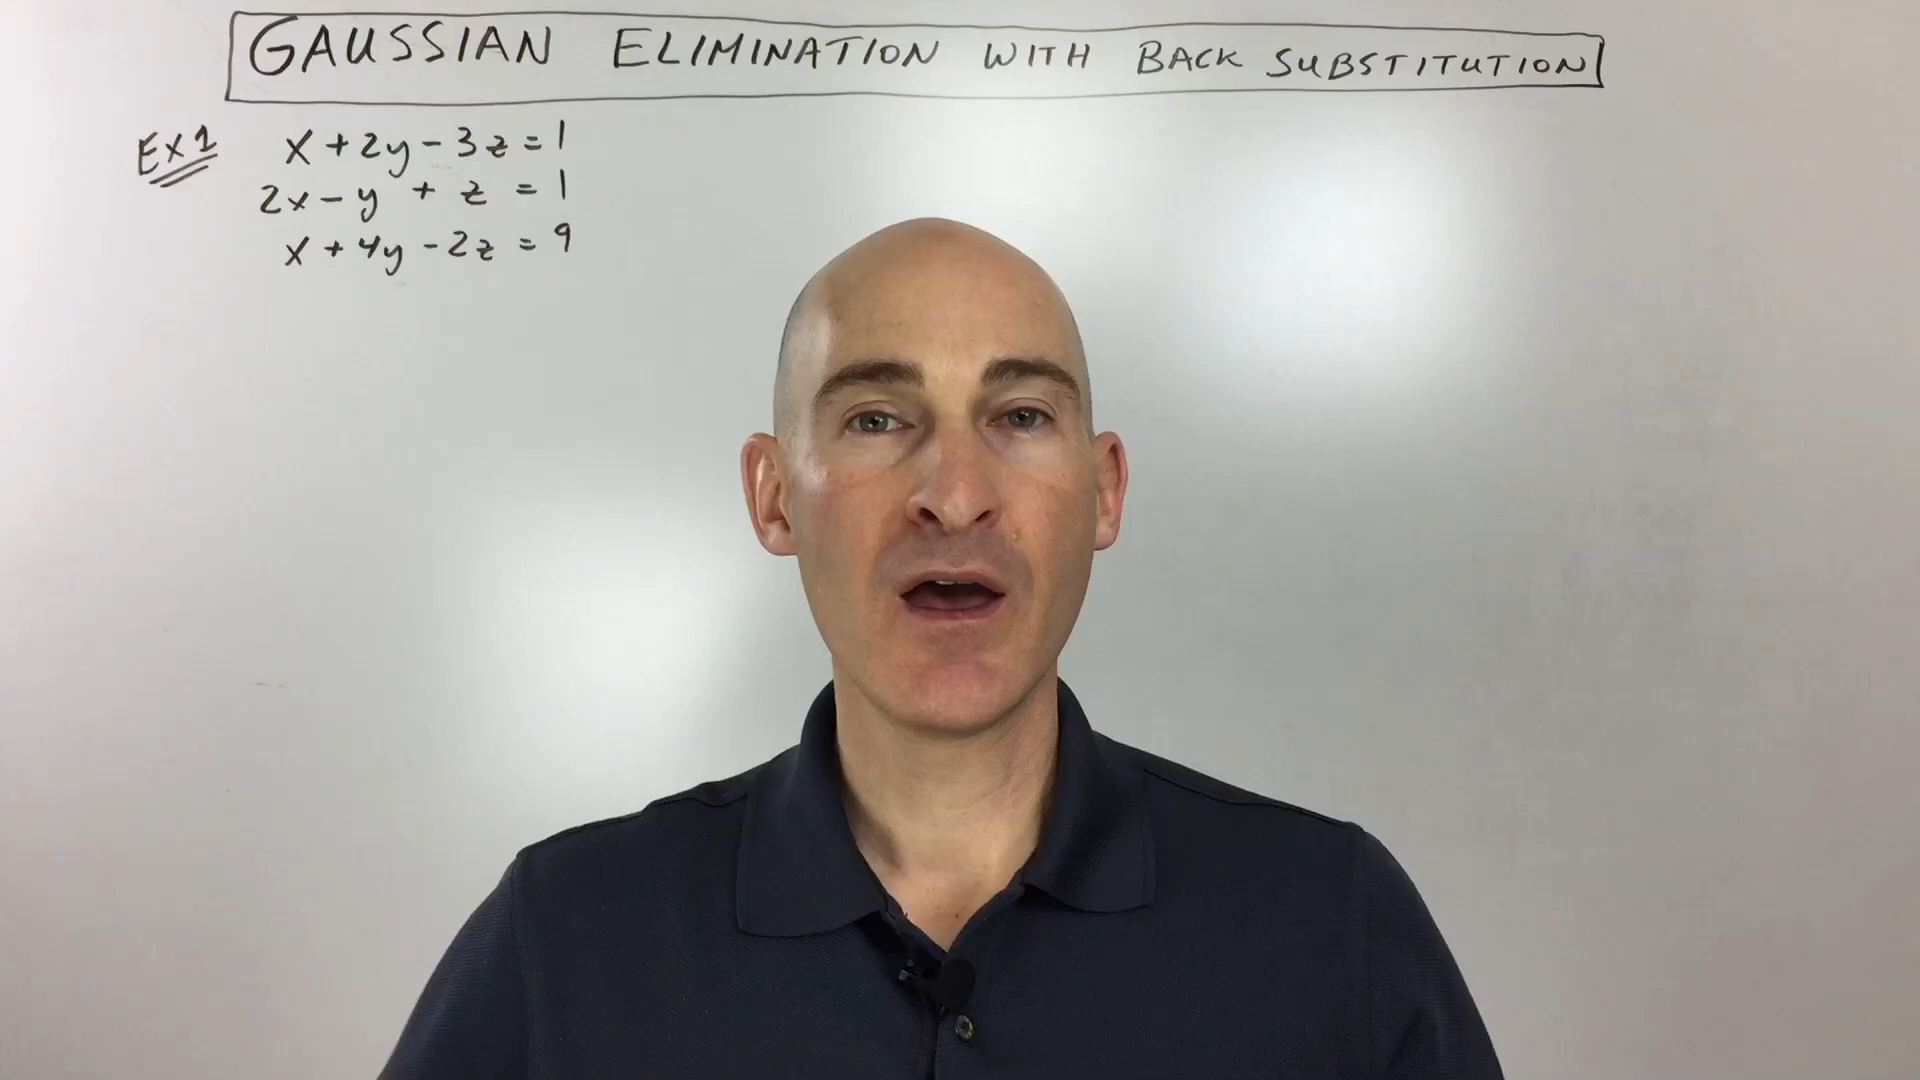 GAUSSIAN ELIMINATION WITH BACK SUBSTITUTION
EX 1 x + 2y - 3z = 1
2x - y + z = 1
x + 4y - 2z = 9